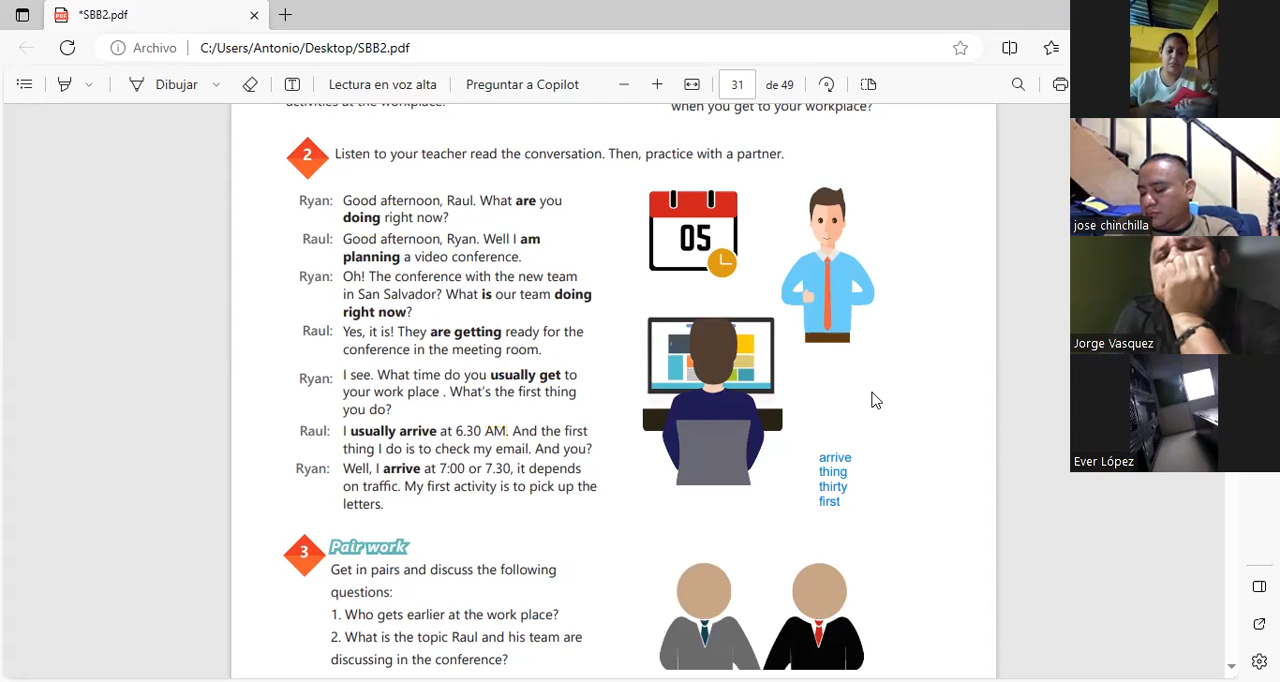 *SBB2.pdf
Archivo
C:/Users/Antonio/Desktop/SBB2.pdf
Dibujar
Lectura en voz alta
Preguntar a Copilot
31
de 49
activities at the workplace.
when you get to your workplace?
2
Listen to your teacher read the conversation. Then, practice with a partner.
Ryan: Good afternoon, Raul. What are you
doing right now?
Raul: Good afternoon, Ryan. Well I am
planning a video conference.
Ryan: Oh! The conference with the new team
in San Salvador? What is our team doing
right now?
Raul: Yes, it is! They are getting ready for the
conference in the meeting room.
Ryan: I see. What time do you usually get to
your work place . What's the first thing
you do?
Raul: I usually arrive at 6.30 AM. And the first
thing I do is to check my email. And you?
Ryan: Well, I arrive at 7:00 or 7.30, it depends
on traffic. My first activity is to pick up the
letters.
05
arrive
thing
thirty
first
3
Pair work
Get in pairs and discuss the following
questions:
1. Who gets earlier at the work place?
2. What is the topic Raul and his team are
discussing in the conference?
jose chinchilla
Jorge Vasquez
Ever López